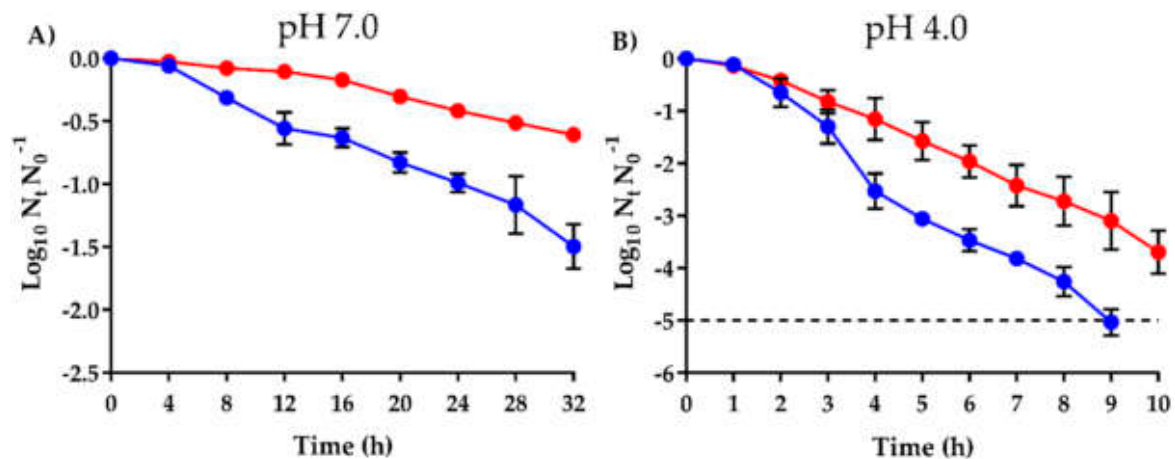 A)
pH 7.0
0.0
-0.5
-1.0
-1.5
-2.0
-2.5
Log10 Nt N0-1
0 4 8 12 16 20 24 28 32
Time (h)
B)
pH 4.0
0
-1
-2
-3
-4
-5
-6
Log10 Nt N0-1
0 1 2 3 4 5 6 7 8 9 10
Time (h)